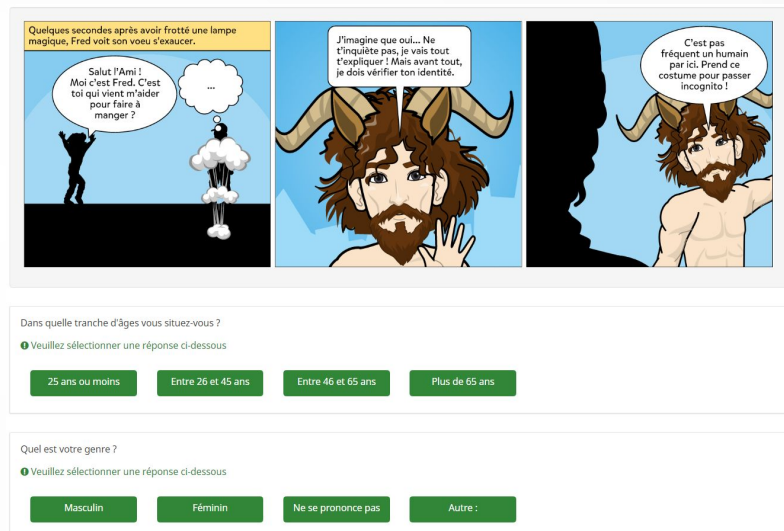 Quelques secondes après avoir frotté une lampe
magique, Fred voit son voeu s'exaucer.
Salut l'Ami !
Moi c'est Fred. C'est
toi qui vient m'aider
pour faire à
manger ?
...
J'imagine que oui... Ne
t'inquiète pas, je vais tout
t'expliquer ! Mais avant tout,
je dois vérifier ton identité.
C'est pas
fréquent un humain
par ici. Prend ce
costume pour passer
incognito !
Dans quelle tranche d'âges vous situez-vous ?
Veuillez sélectionner une réponse ci-dessous
25 ans ou moins
Entre 26 et 45 ans
Entre 46 et 65 ans
Plus de 65 ans
Quel est votre genre ?
Veuillez sélectionner une réponse ci-dessous
Masculin
Féminin
Ne se prononce pas
Autre :